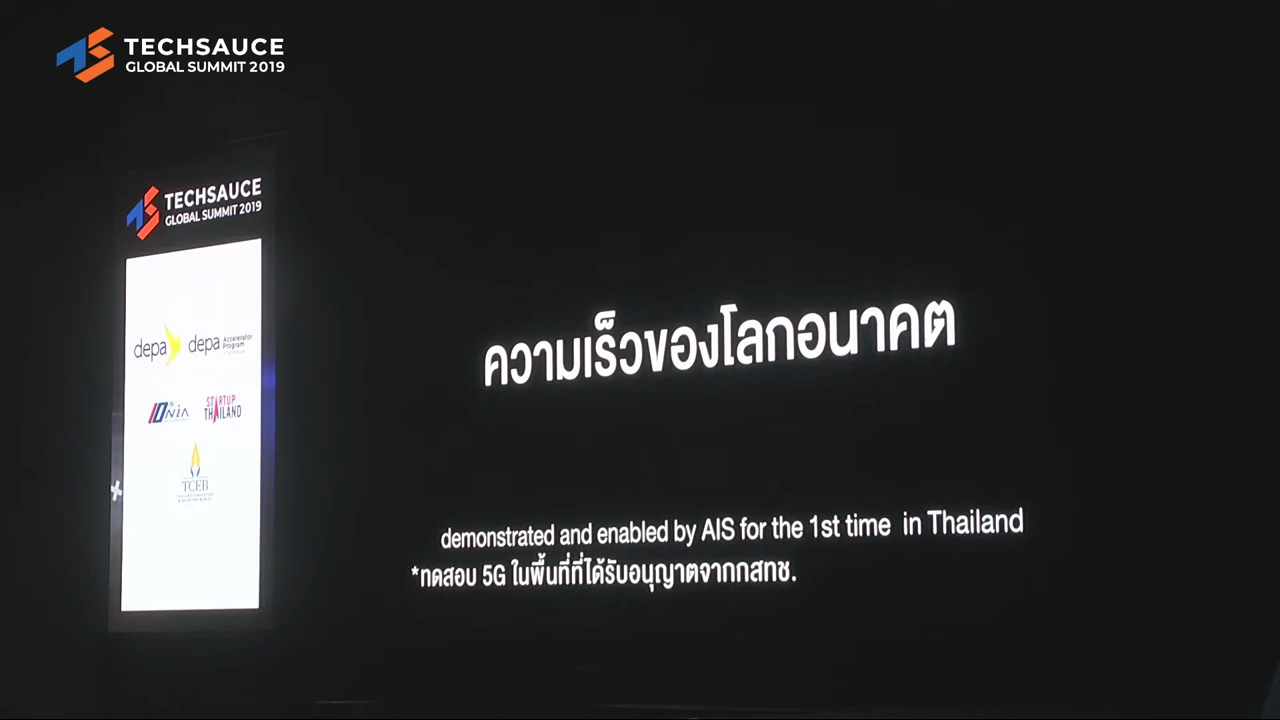 TECHSAUCE
GLOBAL SUMMIT 2019
TECHSAUCE
GLOBAL SUMMIT 2019
depa
depa Accelerator Program
10 NIA
STARTUP THAILAND
TCEB
ความเร็วของโลกอนาคต
demonstrated and enabled by AIS for the 1st time in Thailand
*ทดสอบ 5G ในพื้นที่ที่ได้รับอนุญาตจากกสทช.